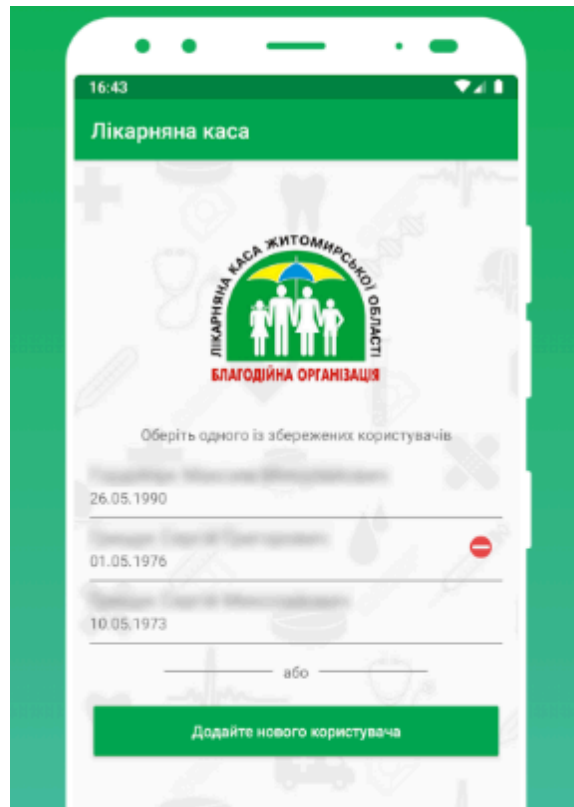 16:43
Лікарняна каса
ЛІКАРНЯНА КАСА ЖИТОМИРСЬКОЇ ОБЛАСТІ
БЛАГОДІЙНА ОРГАНІЗАЦІЯ
Оберіть одного із збережених користувачів
26.05.1990
01.05.1976
10.05.1973
або
Додайте нового користувача